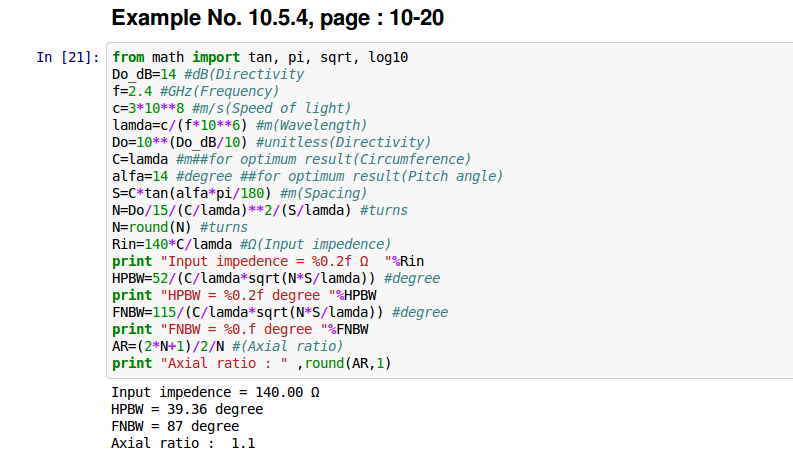 Example No. 10.5.4, page : 10-20
In [21]: from math import tan, pi, sqrt, log10
Do_dB=14 #dB(Directivity
f=2.4 #GHz(Frequency)
c=3*10**8 #m/s(Speed of light)
lamda=c/(f*10**6) #m(Wavelength)
Do=10**(Do_dB/10) #unitless(Directivity)
C=lamda #m##for optimum result(Circumference)
alfa=14 #degree ##for optimum result(Pitch angle)
S=C*tan(alfa*pi/180) #m(Spacing)
N=Do/15/(C/lamda)**2/(S/lamda) #turns
N=round(N) #turns
Rin=140*C/lamda #Ω(Input impedence)
print "Input impedence = %0.2f Ω  "%Rin
HPBW=52/(C/lamda*sqrt(N*S/lamda)) #degree
print "HPBW = %0.2f degree "%HPBW
FNBW=115/(C/lamda*sqrt(N*S/lamda)) #degree
print "FNBW = %0.f degree "%FNBW
AR=(2*N+1)/2/N #(Axial ratio)
print "Axial ratio : " ,round(AR,1)
Input impedence = 140.00 Ω
HPBW = 39.36 degree
FNBW = 87 degree
Axial ratio :  1.1